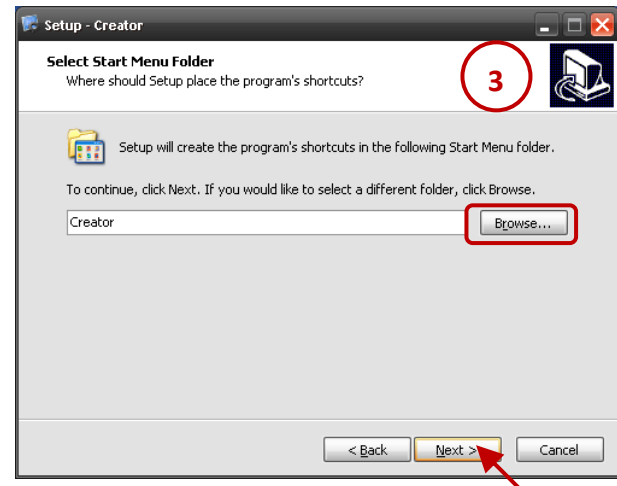 Setup - Creator
Select Start Menu Folder
Where should Setup place the program's shortcuts?
3
Setup will create the program's shortcuts in the following Start Menu folder.
To continue, click Next. If you would like to select a different folder, click Browse.
Creator
Browse...
< Back
Next >
Cancel